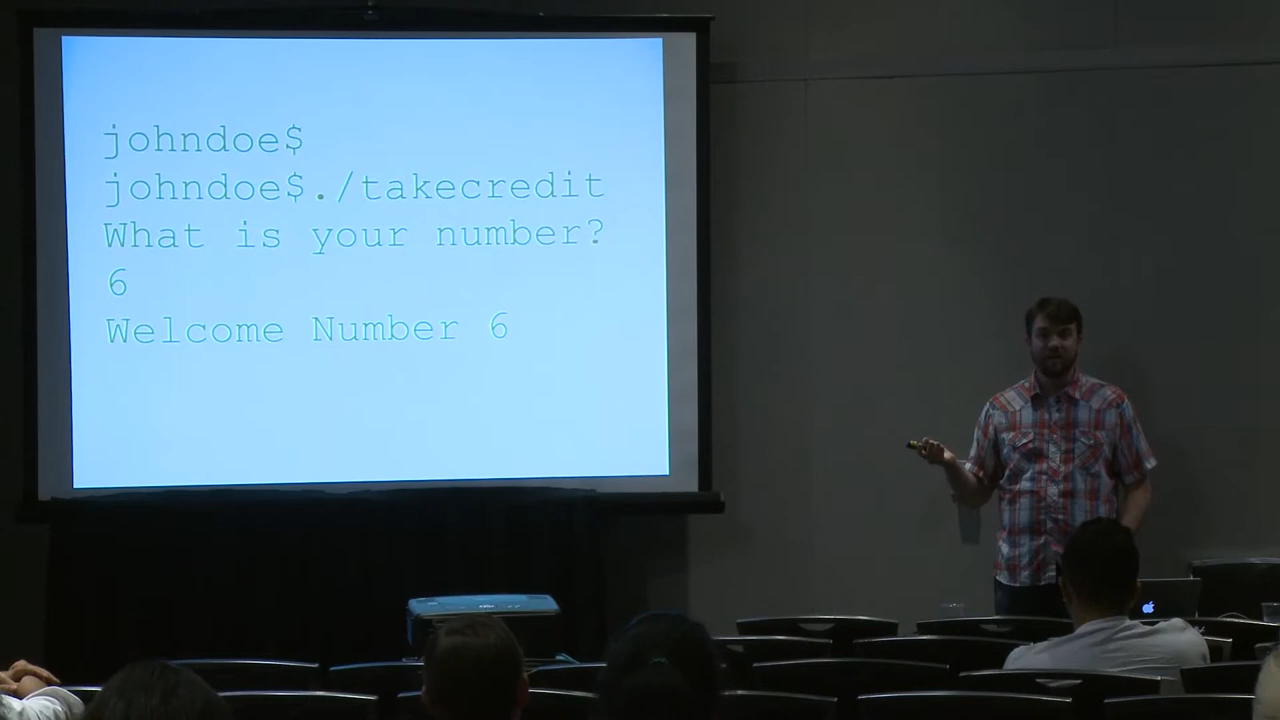 johndoe$
johndoe$./takecredit
What is your number?
6
Welcome Number 6